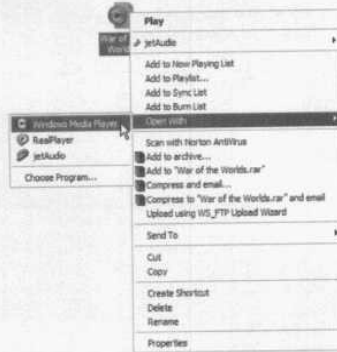 War of
World
Play
jetAudio
Add to New Playing List
Add to Playlist...
Add to Sync List
Add to Burn List
Open With
Windows Media Player
RealPlayer
jetAudio
Choose Program...
Scan with Norton AntiVirus
Add to archive...
Add to "War of the Worlds.rar"
Compress and email...
Compress to "War of the Worlds.rar" and email
Upload using WS_FTP Upload Wizard
Send To
Cut
Copy
Create Shortcut
Delete
Rename
Properties